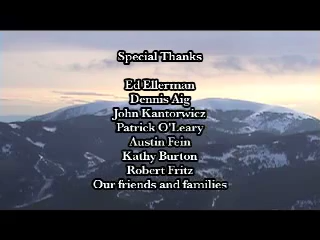 Special Thanks
Ed Ellerman
Dennis Aig
John Kantorwicz
Patrick O'Leary
Austin Fein
Kathy Burton
Robert Fritz
Our friends and families